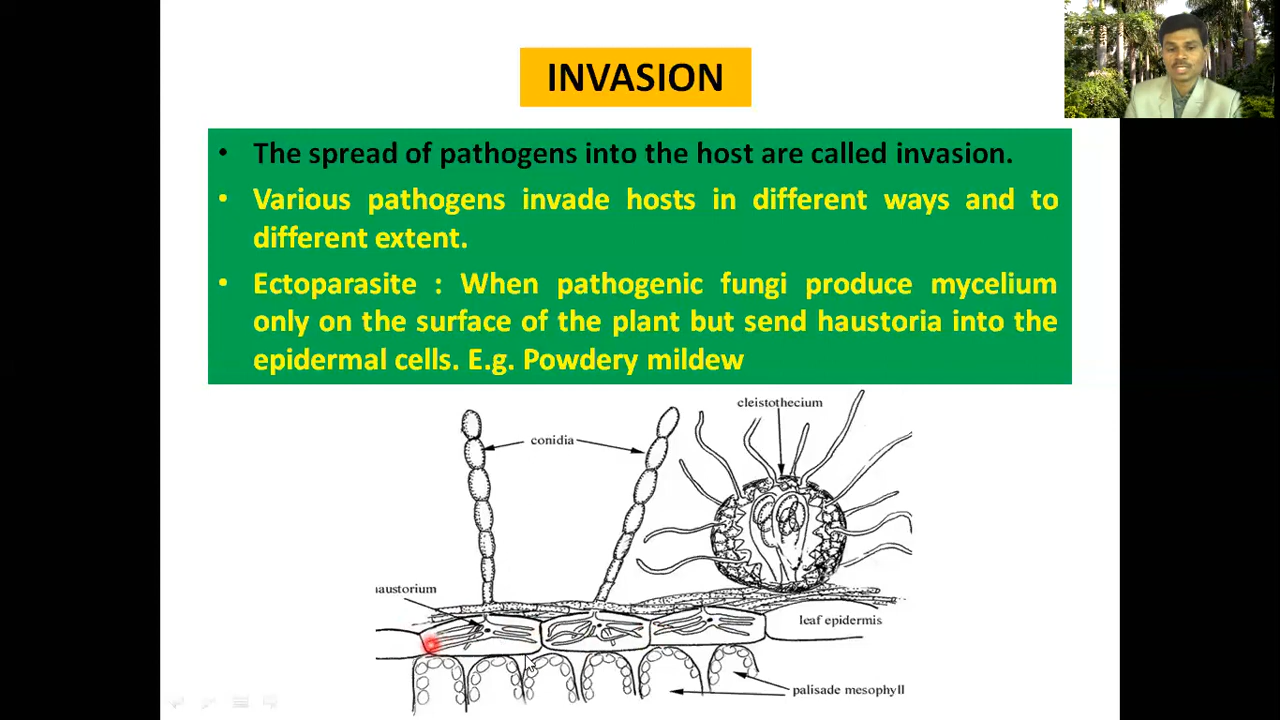 INVASION
• The spread of pathogens into the host are called invasion.
• Various pathogens invade hosts in different ways and to
different extent.
• Ectoparasite : When pathogenic fungi produce mycelium
only on the surface of the plant but send haustoria into the
epidermal cells. E.g. Powdery mildew
cleistothecium
conidia
haustorium
leaf epidermis
palisade mesophyll